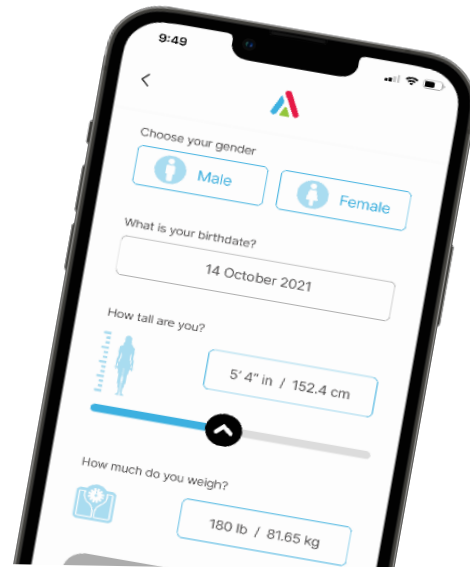 9:49
Choose your gender
Male
Female
What is your birthdate?
14 October 2021
How tall are you?
5' 4" in / 152.4 cm
How much do you weigh?
180 lb / 81.65 kg